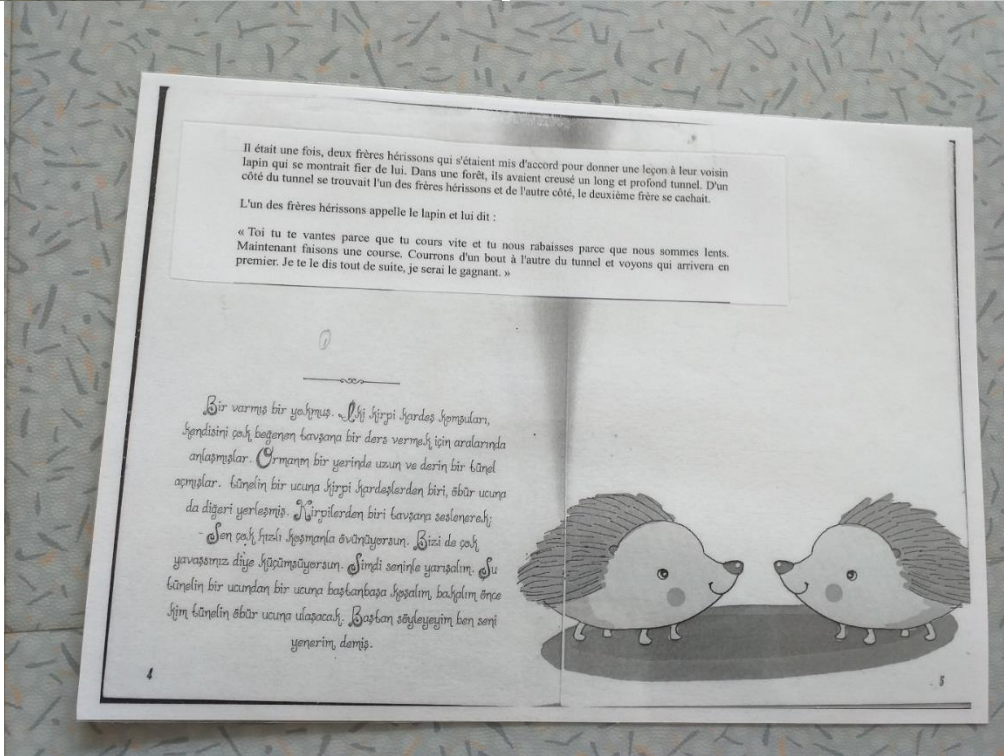 Il était une fois, deux frères hérissons qui s'étaient mis d'accord pour donner une leçon à leur voisin
lapin qui se montrait fier de lui. Dans une forêt, ils avaient creusé un long et profond tunnel. D'un
côté du tunnel se trouvait l'un des frères hérissons et de l'autre côté, le deuxième frère se cachait.
L'un des frères hérissons appelle le lapin et lui dit :
« Toi tu te vantes parce que tu cours vite et tu nous rabaisses parce que nous sommes lents.
Maintenant faisons une course. Courrons d'un bout à l'autre du tunnel et voyons qui arrivera en
premier. Je te le dis tout de suite, je serai le gagnant. »
Bir varmış bir yokmuş. İki kirpi kardeş komşuları,
kendisini çok beğenen tavşana bir ders vermek için aralarında
anlaşmışlar. Ormanın bir yerinde uzun ve derin bir tünel
açmışlar. tünelin bir ucuna kirpi kardeşlerden biri, öbür ucuna
da diğeri yerleşmiş. Kirpilerden biri tavşana seslenerek;
- Sen çok hızlı koşmanla övünüyorsun. Bizi de çok
yavaşsınız diye küçümsüyorsun. Şimdi seninle yarışalım. Şu
tünelin bir ucundan bir ucuna baştanbaşa koşalım, bakalım önce
kim tünelin öbür ucuna ulaşacak. Baştan söyleyeyim ben seni
yenerim, demiş.
4
5